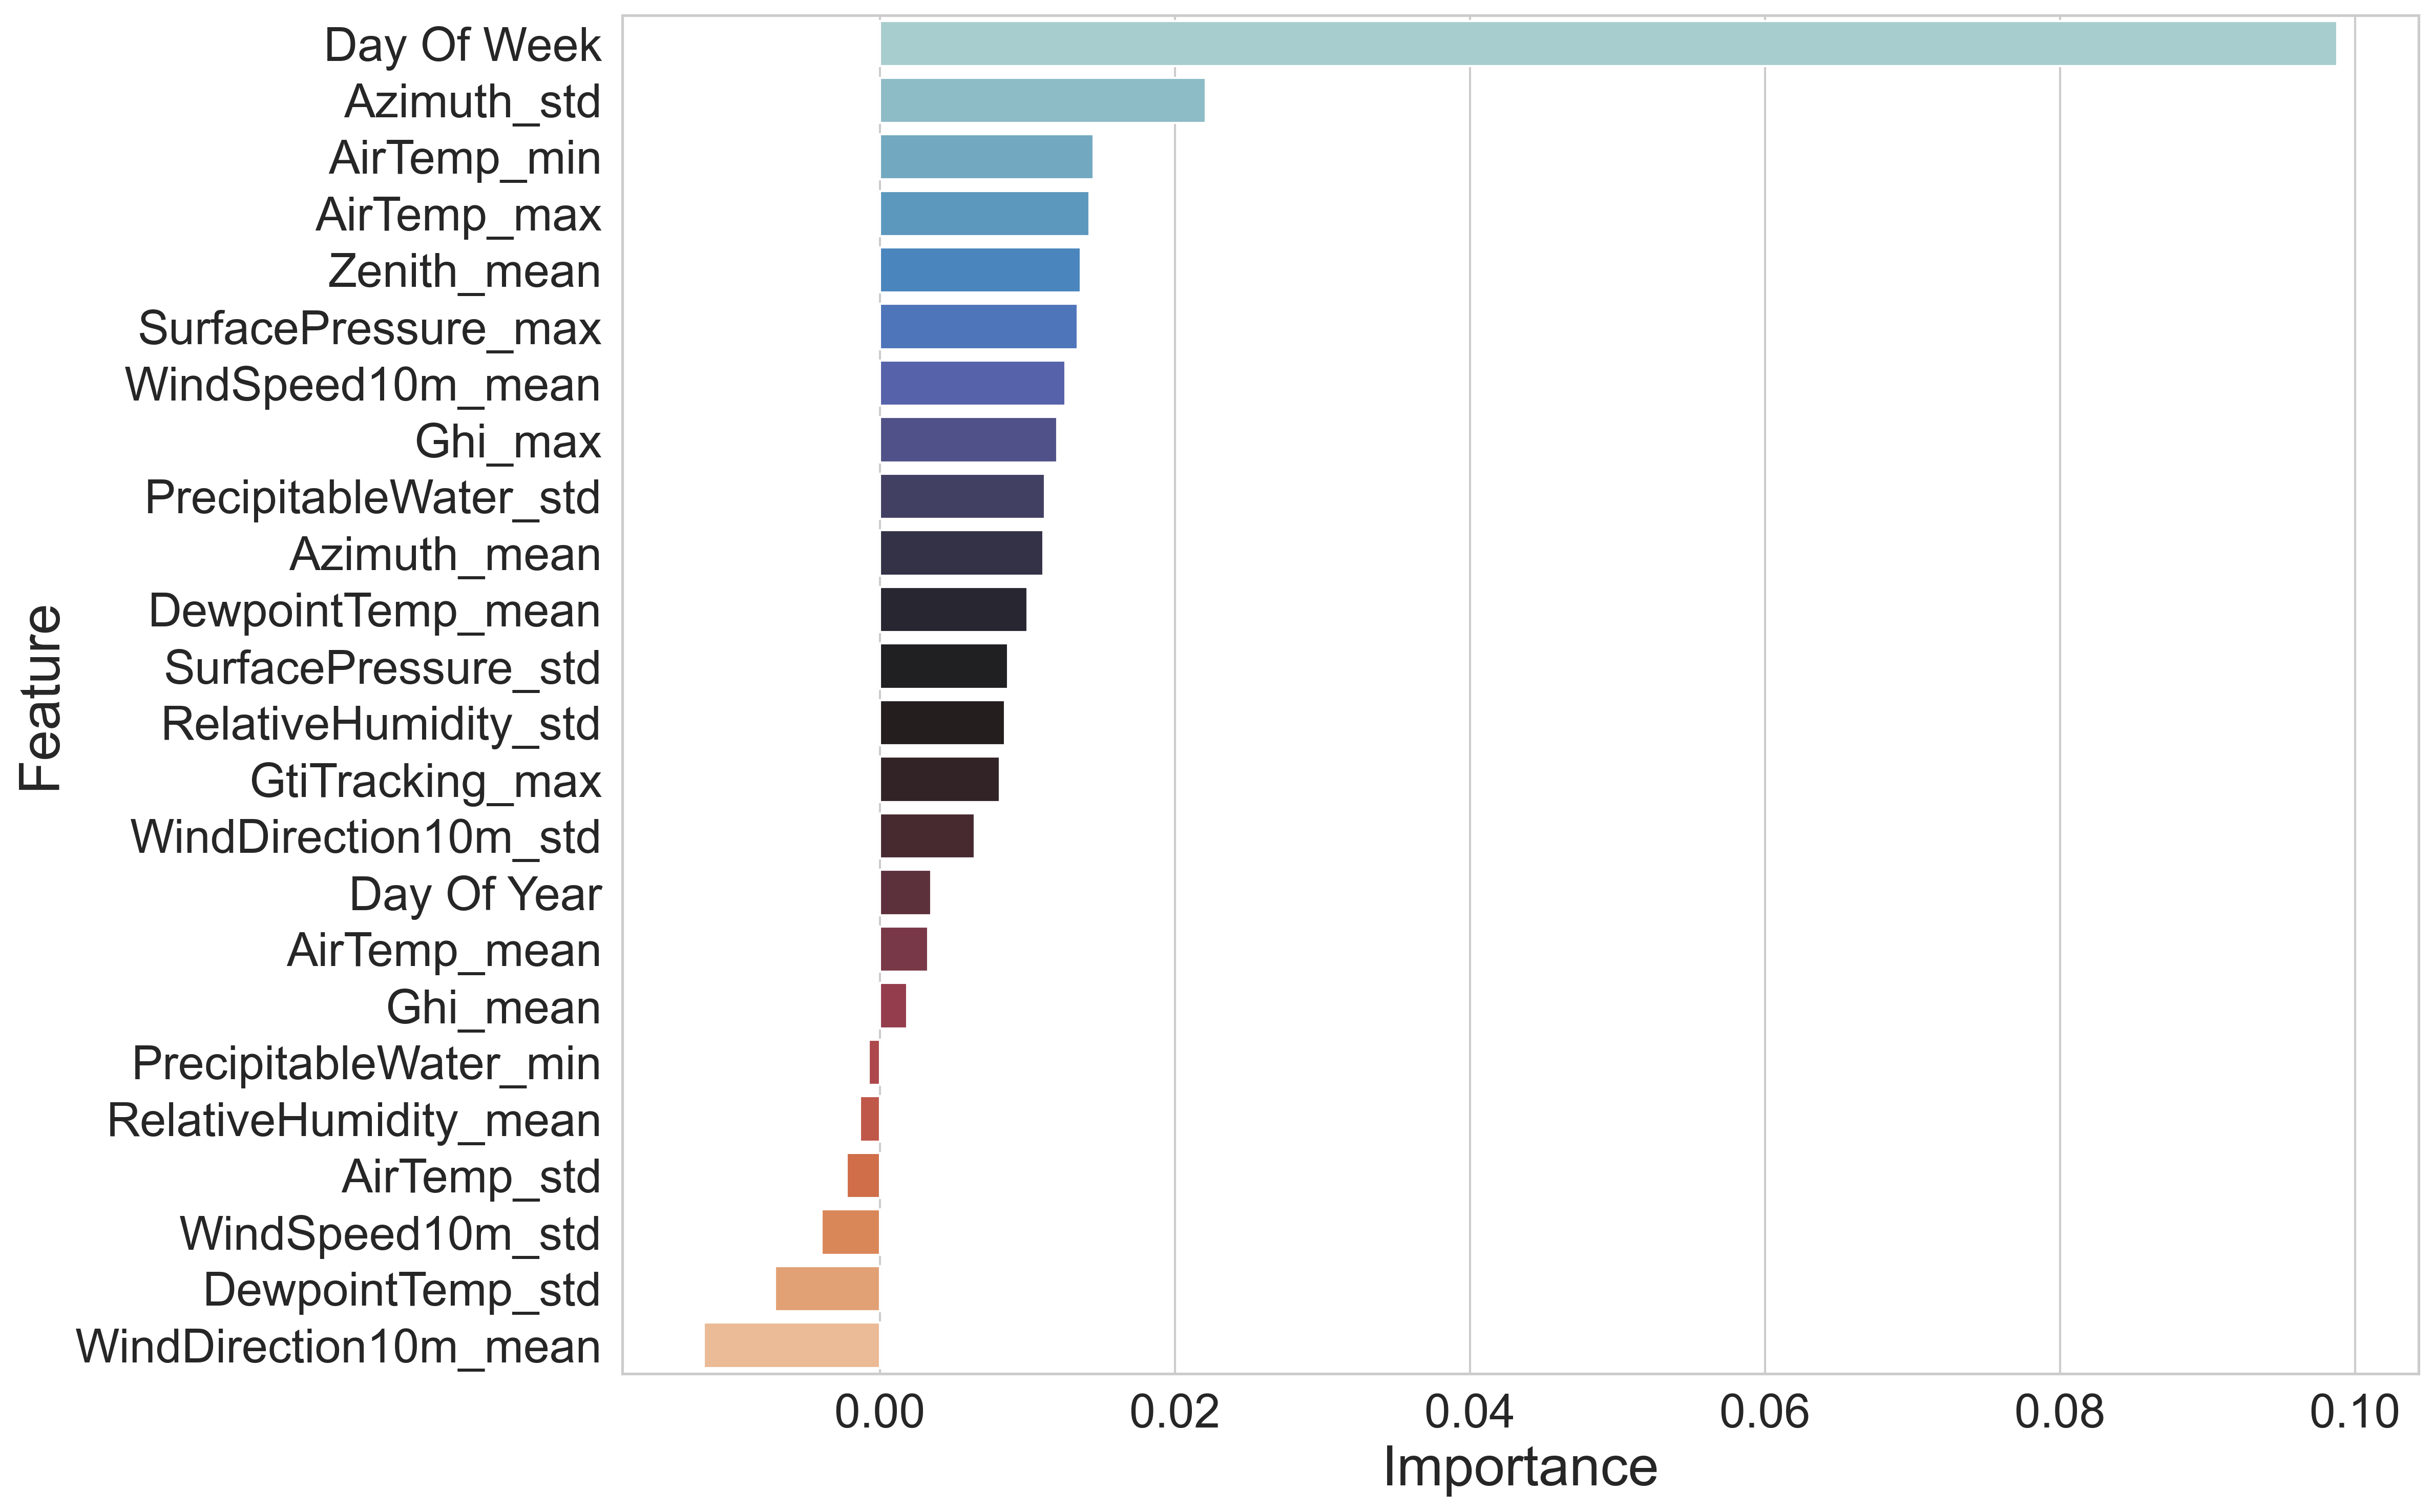 Day Of Week
Azimuth_std
AirTemp_min
AirTemp_max
Zenith_mean
SurfacePressure_max
WindSpeed10m_mean
Ghi_max
PrecipitableWater_std
Azimuth_mean
DewpointTemp_mean
SurfacePressure_std
RelativeHumidity_std
GtiTracking_max
WindDirection10m_std
Day Of Year
AirTemp_mean
Ghi_mean
PrecipitableWater_min
RelativeHumidity_mean
AirTemp_std
WindSpeed10m_std
DewpointTemp_std
WindDirection10m_mean
Feature
0.00 0.02 0.04 0.06 0.08 0.10
Importance